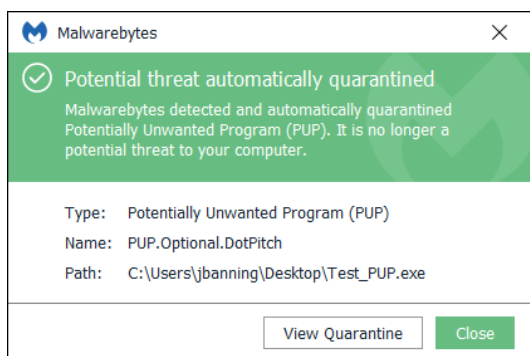 Malwarebytes
Potential threat automatically quarantined
Malwarebytes detected and automatically quarantined
Potentially Unwanted Program (PUP). It is no longer a
potential threat to your computer.
Type: Potentially Unwanted Program (PUP)
Name: PUP.Optional.DotPitch
Path: C:\Users\jbanning\Desktop\Test_PUP.exe
View Quarantine Close